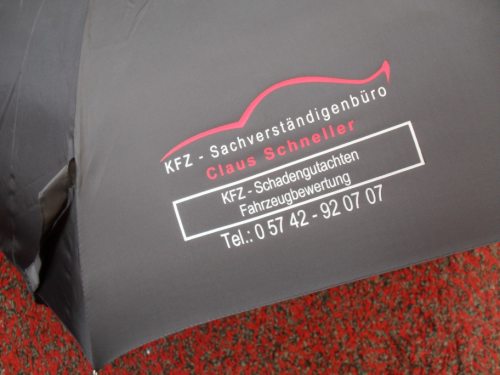 KFZ - Sachverständigenbüro
Claus Schneller
KFZ - Schadengutachten
Fahrzeugbewertung
Tel.: 0 57 42 - 92 07 07